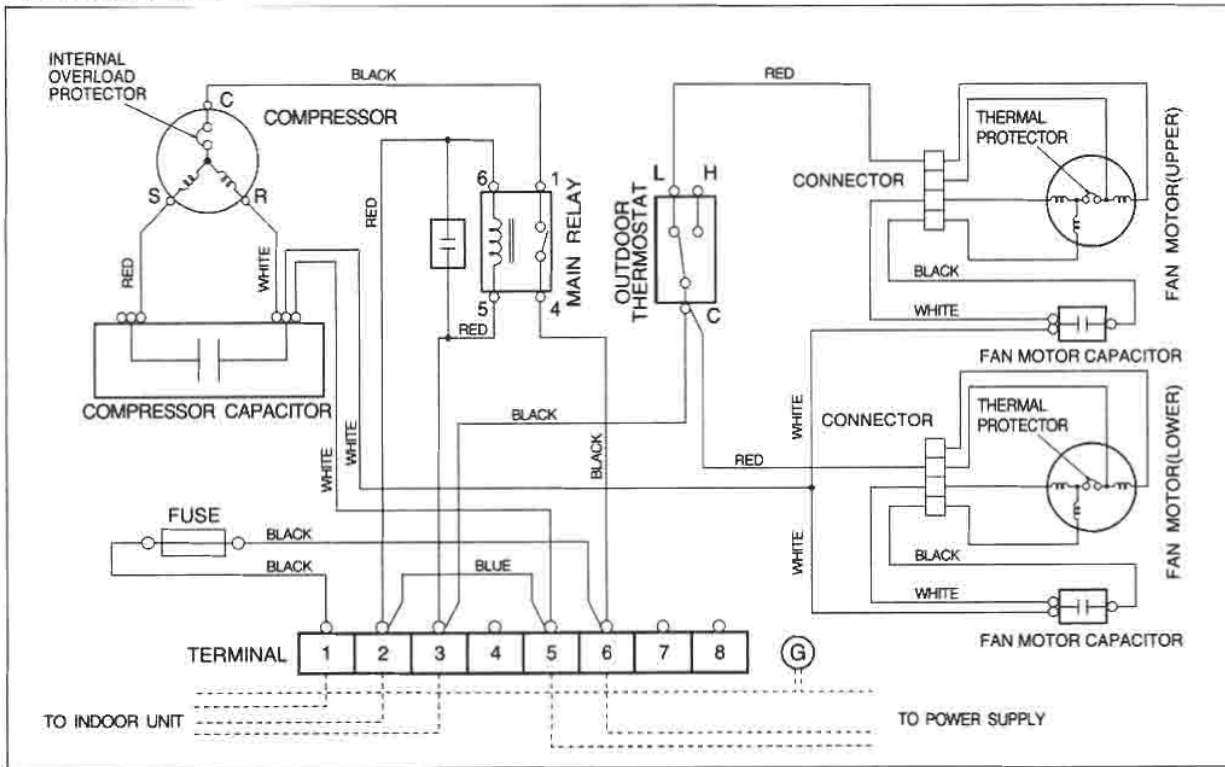 INTERNAL
OVERLOAD
PROTECTOR
C
BLACK
COMPRESSOR
S
R
RED
WHITE
COMPRESSOR CAPACITOR
RED
6
1
5
4
MAIN RELAY
RED
L
H
OUTDOOR
THERMOSTAT
C
RED
BLACK
BLACK
WHITE
WHITE
RED
CONNECTOR
THERMAL
PROTECTOR
BLACK
WHITE
FAN MOTOR(UPPER)
FAN MOTOR CAPACITOR
WHITE
WHITE
CONNECTOR
THERMAL
PROTECTOR
BLACK
WHITE
FAN MOTOR(LOWER)
FAN MOTOR CAPACITOR
FUSE
BLACK
BLACK
BLUE
TERMINAL
1
2
3
4
5
6
7
8
G
TO INDOOR UNIT
TO POWER SUPPLY